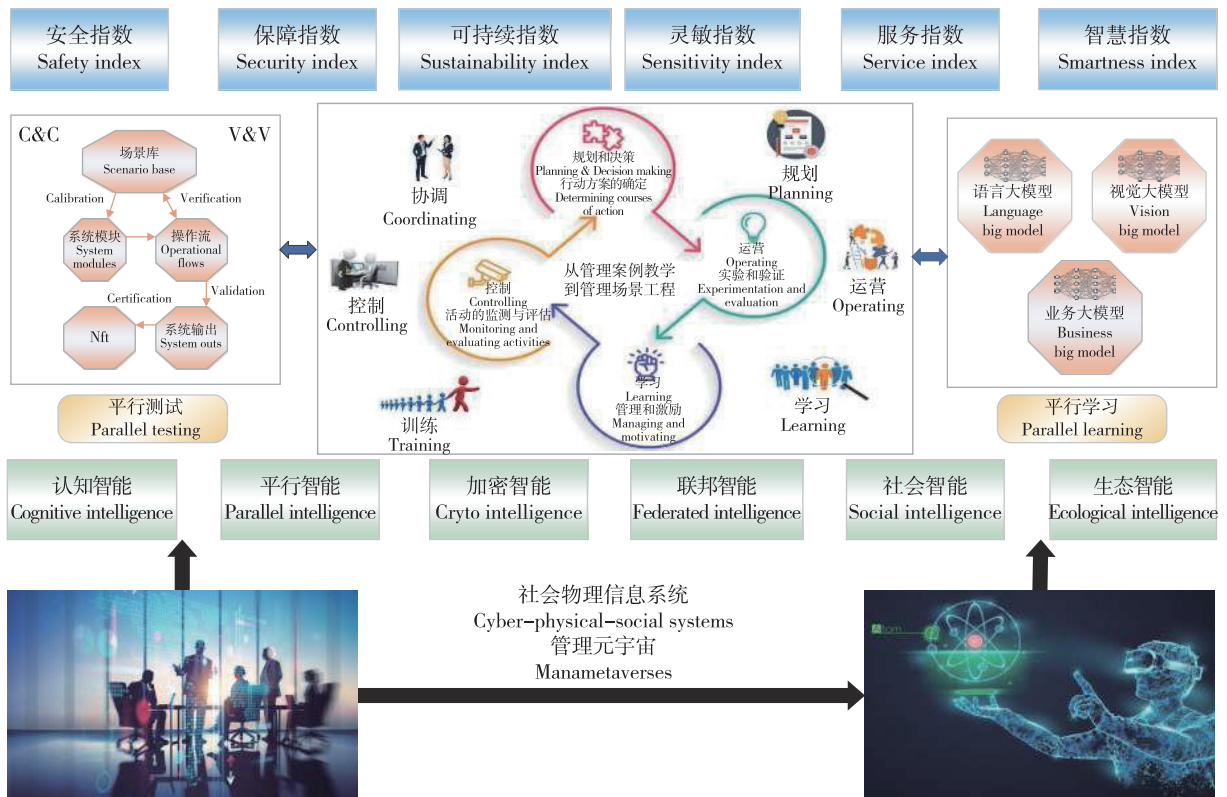 安全指数
Safety index
保障指数
Security index
可持续指数
Sustainability index
灵敏指数
Sensitivity index
服务指数
Service index
智慧指数
Smartness index
C&C
V&V
场景库
Scenario base
Calibration
Verification
系统模块
System
modules
操作流
Operational
flows
Certification
Validation
Nft
系统输出
System outs
平行测试
Parallel testing
协调
Coordinating
规划和决策
Planning & Decision making
行动方案的确定
Determining courses
of action
规划
Planning
控制
Controlling
控制
Controlling
活动的监测与评估
Monitoring and
evaluating activities
从管理案例教学
到管理场景工程
运营
Operating
实验和验证
Experimentation and
evaluation
运营
Operating
训练
Training
学习
Learning
管理和激励
Managing and
motivating
学习
Learning
语言大模型
Language
big model
视觉大模型
Vision
big model
业务大模型
Business
big model
平行学习
Parallel learning
认知智能
Cognitive intelligence
平行智能
Parallel intelligence
加密智能
Cryto intelligence
联邦智能
Federated intelligence
社会智能
Social intelligence
生态智能
Ecological intelligence
社会物理信息系统
Cyber-physical-social systems
管理元宇宙
Manametaverses
Atom